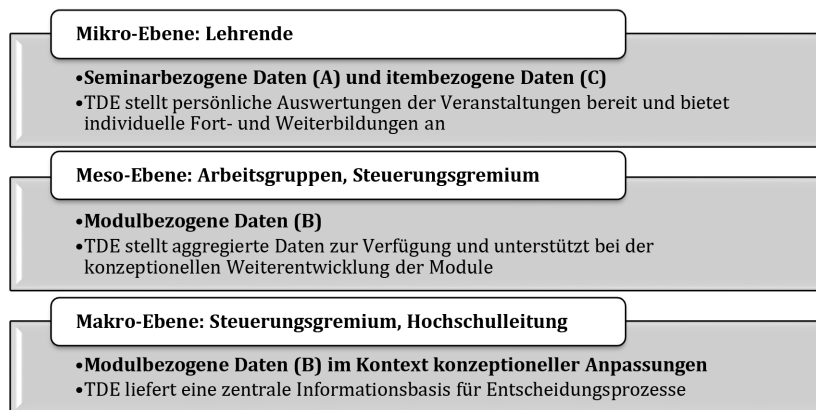 Mikro-Ebene: Lehrende
•Seminarbezogene Daten (A) und itembezogene Daten (C)
•TDE stellt persönliche Auswertungen der Veranstaltungen bereit und bietet
individuelle Fort- und Weiterbildungen an
Meso-Ebene: Arbeitsgruppen, Steuerungsgremium
•Modulbezogene Daten (B)
•TDE stellt aggregierte Daten zur Verfügung und unterstützt bei der
konzeptionellen Weiterentwicklung der Module
Makro-Ebene: Steuerungsgremium, Hochschulleitung
•Modulbezogene Daten (B) im Kontext konzeptioneller Anpassungen
•TDE liefert eine zentrale Informationsbasis für Entscheidungsprozesse